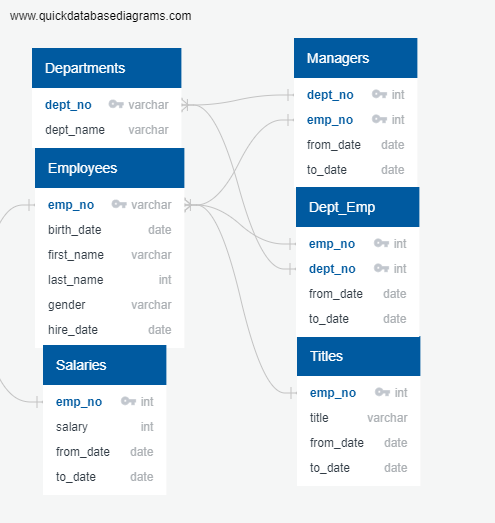 www.quickdatabasediagrams.com
Departments
dept_no varchar
dept_name varchar
Employees
emp_no varchar
birth_date date
first_name varchar
last_name int
gender varchar
hire_date date
Salaries
emp_no int
salary int
from_date date
to_date date
Managers
dept_no int
emp_no int
from_date date
to_date date
Dept_Emp
emp_no int
dept_no int
from_date date
to_date date
Titles
emp_no int
title varchar
from_date date
to_date date